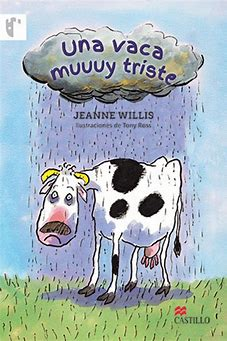 Una vaca
muuuy triste
JEANNE WILLIS
Ilustraciones de Tony Ross
CASTILLO